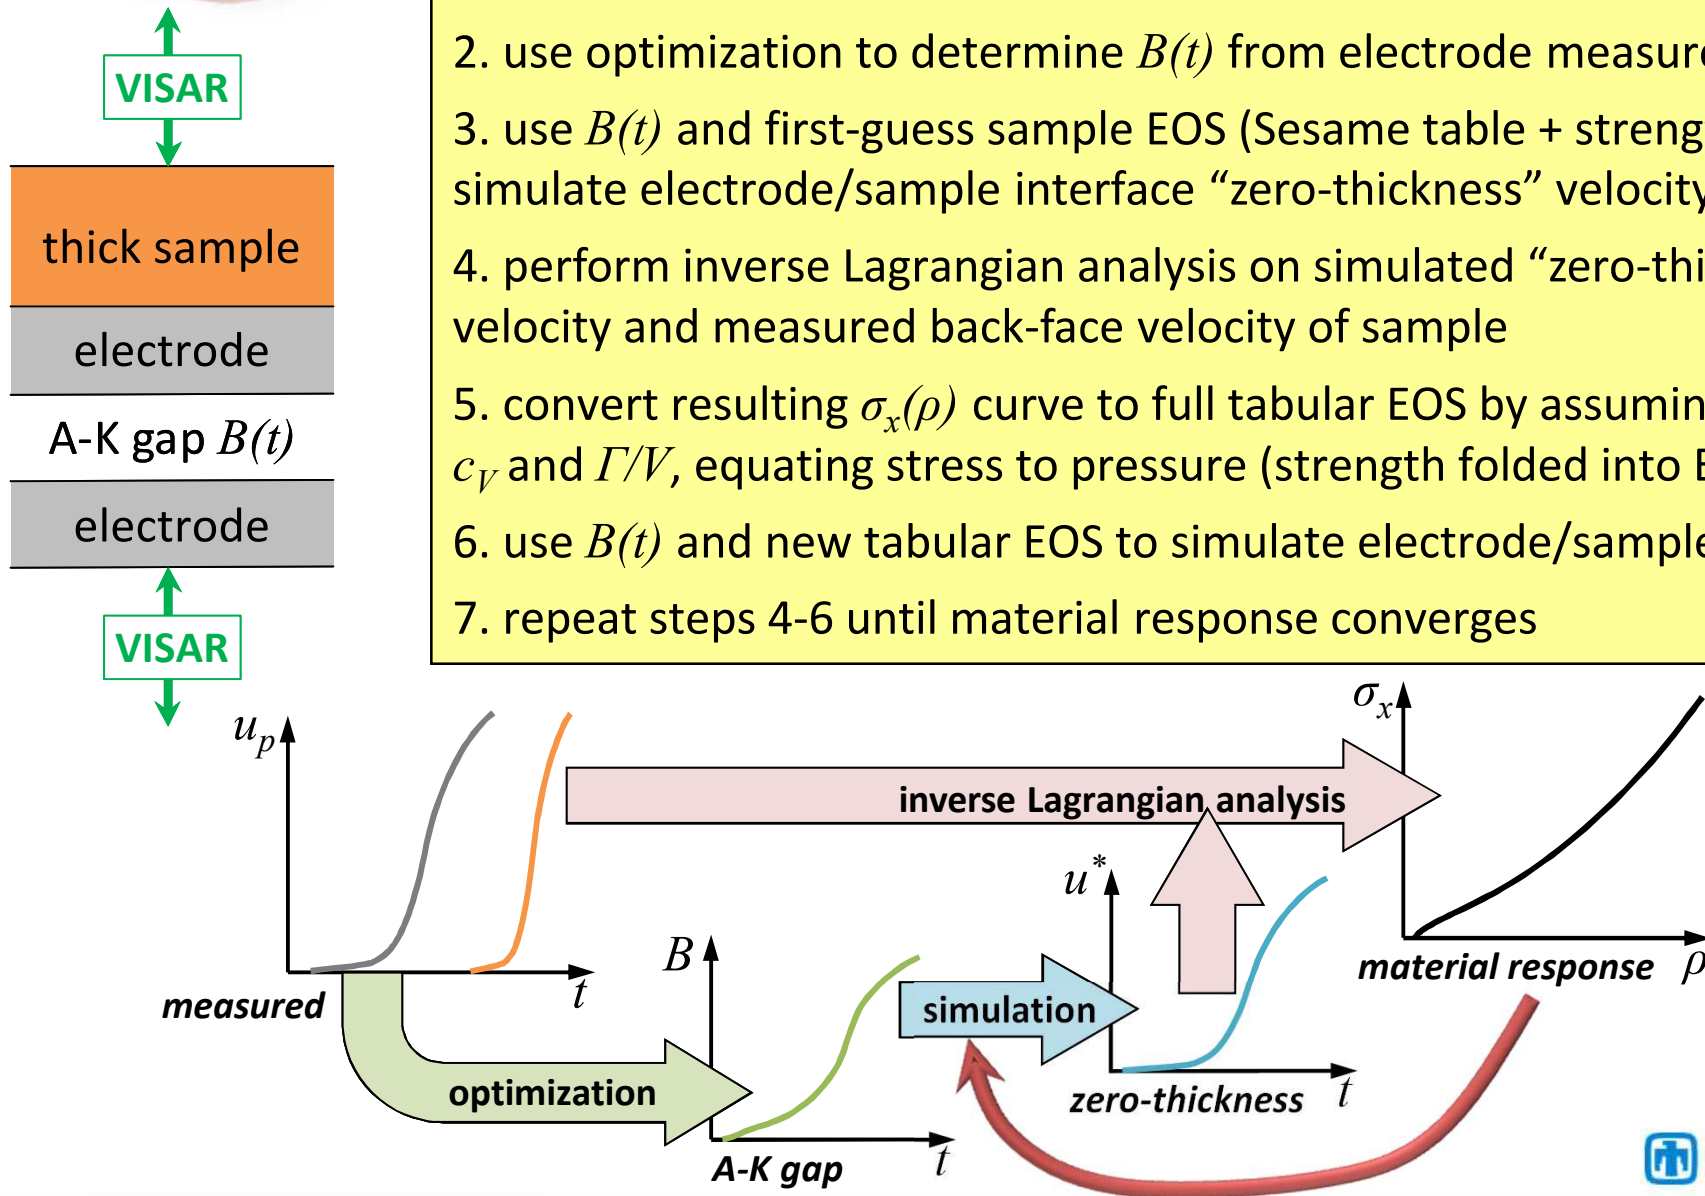 VISAR
thick sample
electrode
A-K gap B(t)
electrode
VISAR
2. use optimization to determine B(t) from electrode
3. use B(t) and first-guess sample EOS (Sesame table +
simulate electrode/sample interface “zero-thickness” velocity
4. perform inverse Lagrangian analysis on simulated
velocity and measured back-face velocity of sample
5. convert resulting σx(ρ) curve to full tabular EOS by
cV and Γ/V, equating stress to pressure (strength folded into
6. use B(t) and new tabular EOS to simulate electrode/sample
7. repeat steps 4-6 until material response converges
up
t
measured
inverse Lagrangian analysis
σx
ρ
material response
optimization
B
t
A-K gap
simulation
u*
t
zero-thickness